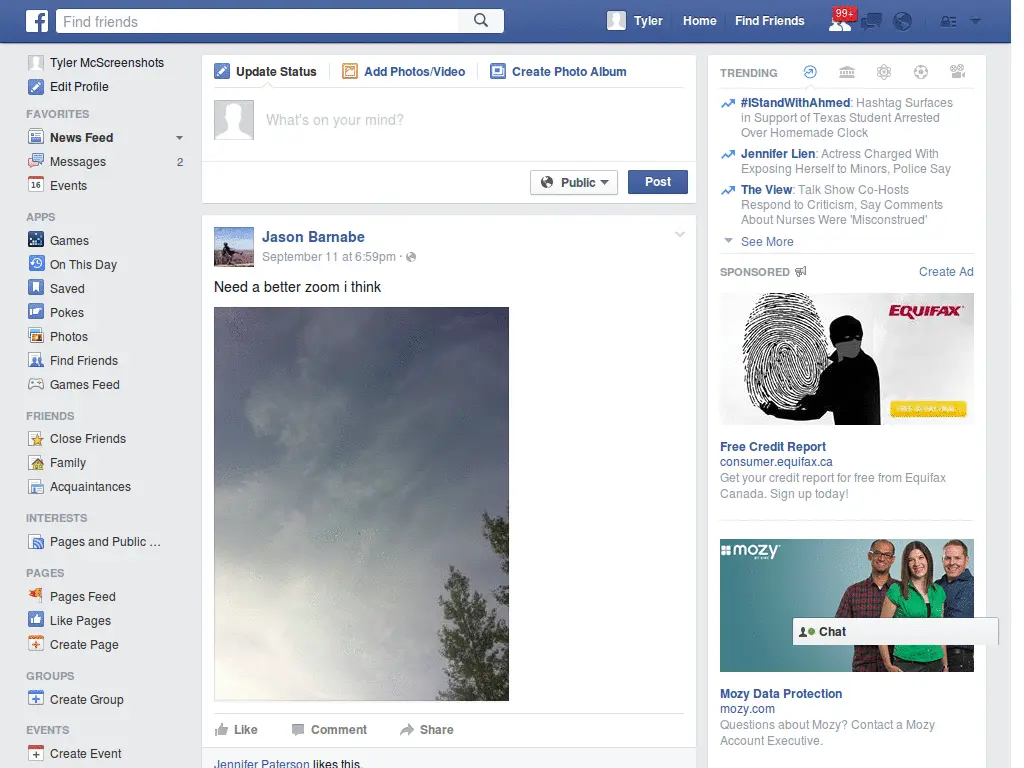 Find friends
Tyler
Home
Find Friends
99+
Tyler McScreenshots
Edit Profile
FAVORITES
News Feed
Messages 2
16 Events
APPS
Games
On This Day
Saved
Pokes
Photos
Find Friends
Games Feed
FRIENDS
Close Friends
Family
Acquaintances
INTERESTS
Pages and Public ...
PAGES
Pages Feed
Like Pages
Create Page
GROUPS
Create Group
EVENTS
Create Event
Update Status
Add Photos/Video
Create Photo Album
What's on your mind?
Public
Post
Jason Barnabe
September 11 at 6:59pm ·
Need a better zoom i think
Like
Comment
Share
Jennifer Paterson likes this.
TRENDING
#IStandWithAhmed: Hashtag Surfaces
in Support of Texas Student Arrested
Over Homemade Clock
Jennifer Lien: Actress Charged With
Exposing Herself to Minors, Police Say
The View: Talk Show Co-Hosts
Respond to Criticism, Say Comments
About Nurses Were 'Misconstrued'
See More
SPONSORED
Create Ad
EQUIFAX
Free Credit Report
consumer.equifax.ca
Get your credit report for free from Equifax
Canada. Sign up today!
mozy
Chat
Mozy Data Protection
mozy.com
Questions about Mozy? Contact a Mozy
Account Executive.